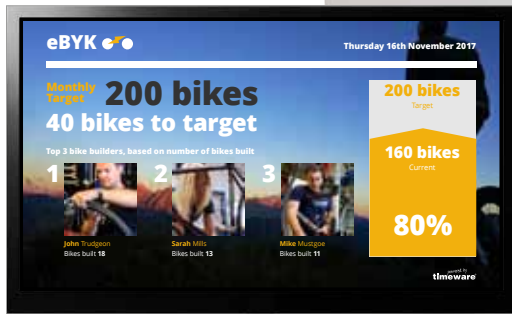 eBYK
Thursday 16th November 2017
Monthly
Target
200 bikes
40 bikes to target
Top 3 bike builders, based on number of bikes built
1
John Trudgeon
Bikes built 18
2
Sarah Mills
Bikes built 13
3
Mike Mustgoe
Bikes built 11
200 bikes
Target
160 bikes
Current
80%
powered by
timeware